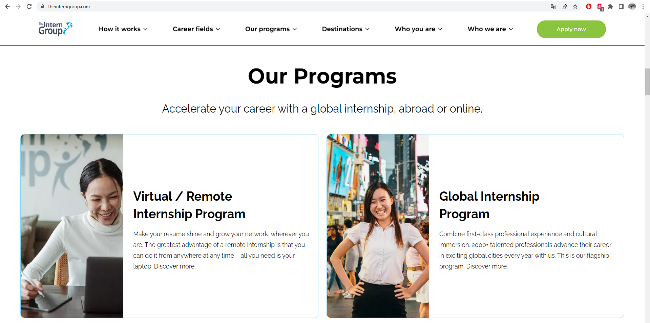 theinterngroup.com
The Intern Group
How it works
Career fields
Our programs
Destinations
Who you are
Who we are
Apply now
Our Programs
Accelerate your career with a global internship, abroad or online.
Virtual / Remote
Internship Program
Make your resume shine and grow your network, wherever you
are. The greatest advantage of a remote internship is that you
can do it from anywhere at any time – all you need is your
laptop. Discover more.
Global Internship
Program
Combine first-class professional experience and cultural
immersion. 2000+ talented professionals advance their career
in exciting global cities every year with us. This is our flagship
program. Discover more.